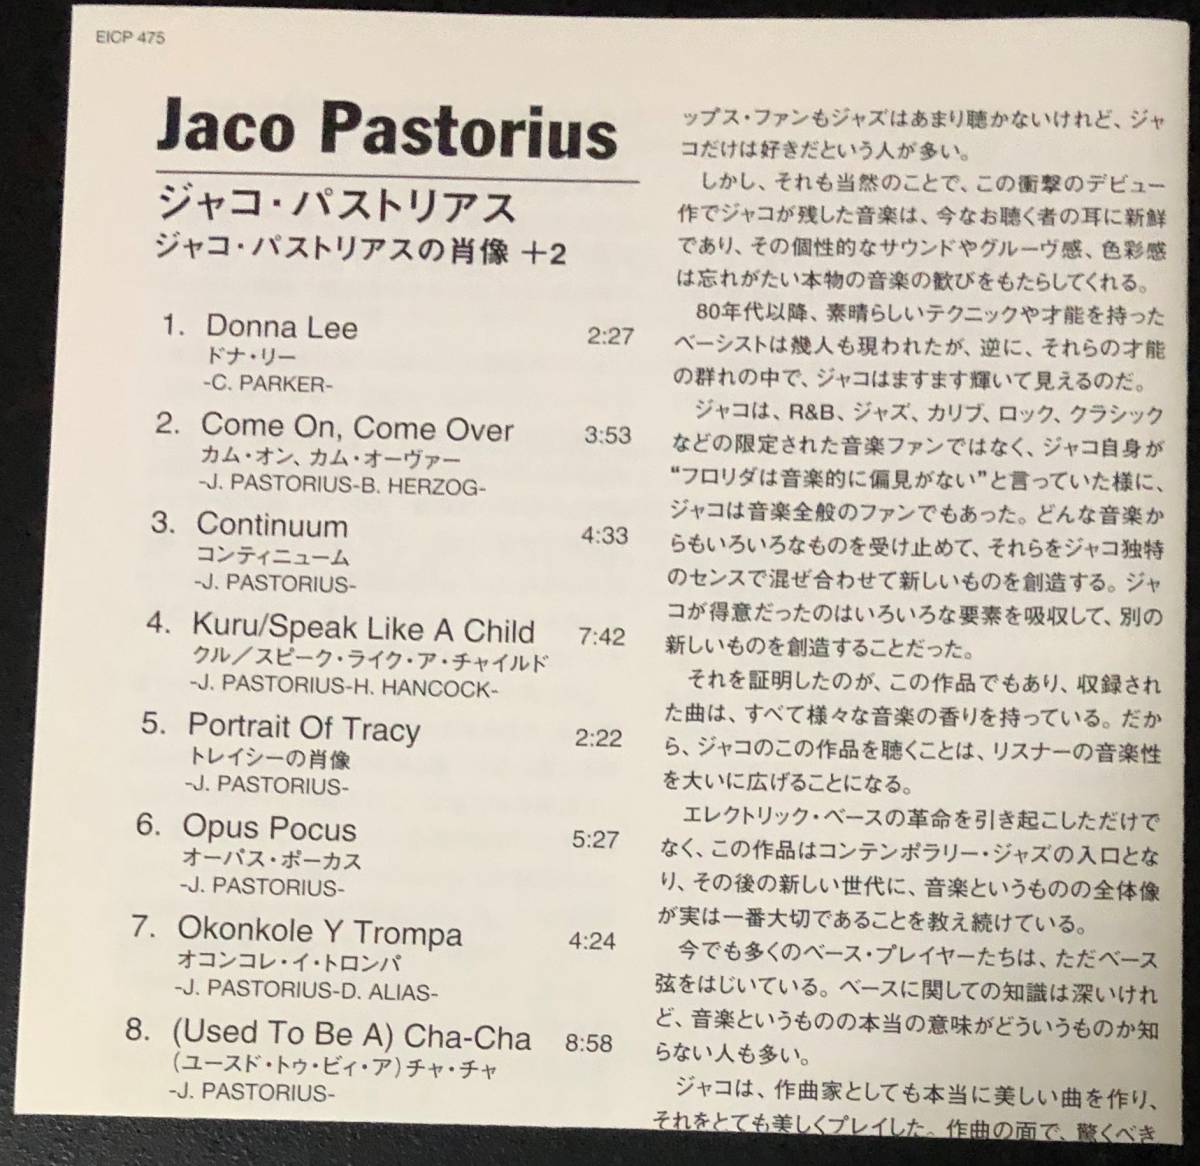 EICP 475
Jaco Pastorius
ジャコ・パストリアス
ジャコ・パストリアスの肖像 +2
1. Donna Lee 2:27
ドナ・リー
-C. PARKER-
2. Come On, Come Over 3:53
カム・オン、カム・オーヴァー
-J. PASTORIUS-B. HERZOG-
3. Continuum 4:33
コンティニューム
-J. PASTORIUS-
4. Kuru/Speak Like A Child 7:42
クル／スピーク・ライク・ア・チャイルド
-J. PASTORIUS-H. HANCOCK-
5. Portrait Of Tracy 2:22
トレイシーの肖像
-J. PASTORIUS-
6. Opus Pocus 5:27
オーパス・ポーカス
-J. PASTORIUS-
7. Okonkole Y Trompa 4:24
オコンコレ・イ・トロンパ
-J. PASTORIUS-D. ALIAS-
8. (Used To Be A) Cha-Cha 8:58
(ユースド・トゥ・ビィ・ア)チャ・チャ
-J. PASTORIUS-
ップス・ファンもジャズはあまり聴かないけれど、ジャ
コだけは好きだという人が多い。
しかし、それも当然のことで、この衝撃のデビュー
作でジャコが残した音楽は、今なお聴く者の耳に新鮮
であり、その個性的なサウンドやグルーヴ感、色彩感
は忘れがたい本物の音楽の歓びをもたらしてくれる。
80年代以降、素晴らしいテクニックや才能を持った
ベーシストは幾人も現われたが、逆に、それらの才能
の群れの中で、ジャコはますます輝いて見えるのだ。
ジャコは、R&B、ジャズ、カリブ、ロック、クラシック
などの限定された音楽ファンではなく、ジャコ自身が
“フロリダは音楽的に偏見がない”と言っていた様に、
ジャコは音楽全般のファンでもあった。どんな音楽か
らもいろいろなものを受け止めて、それらをジャコ独特
のセンスで混ぜ合わせて新しいものを創造する。ジャ
コが得意だったのはいろいろな要素を吸収して、別の
新しいものを創造することだった。
それを証明したのが、この作品でもあり、収録され
た曲は、すべて様々な音楽の香りを持っている。だか
ら、ジャコのこの作品を聴くことは、リスナーの音楽性
を大いに広げることになる。
エレクトリック・ベースの革命を引き起こしただけで
なく、この作品はコンテンポラリー・ジャズの入口とな
り、その後の新しい世代に、音楽というものの全体像
が実は一番大切であることを教え続けている。
今でも多くのベース・プレイヤーたちは、ただベース
弦をはじいている。ベースに関しての知識は深いけれ
ど、音楽というものの本当の意味がどういうものか知
らない人も多い。
ジャコは、作曲家としても本当に美しい曲を作り、
それをとても美しくプレイした。作曲の面で、驚くべき